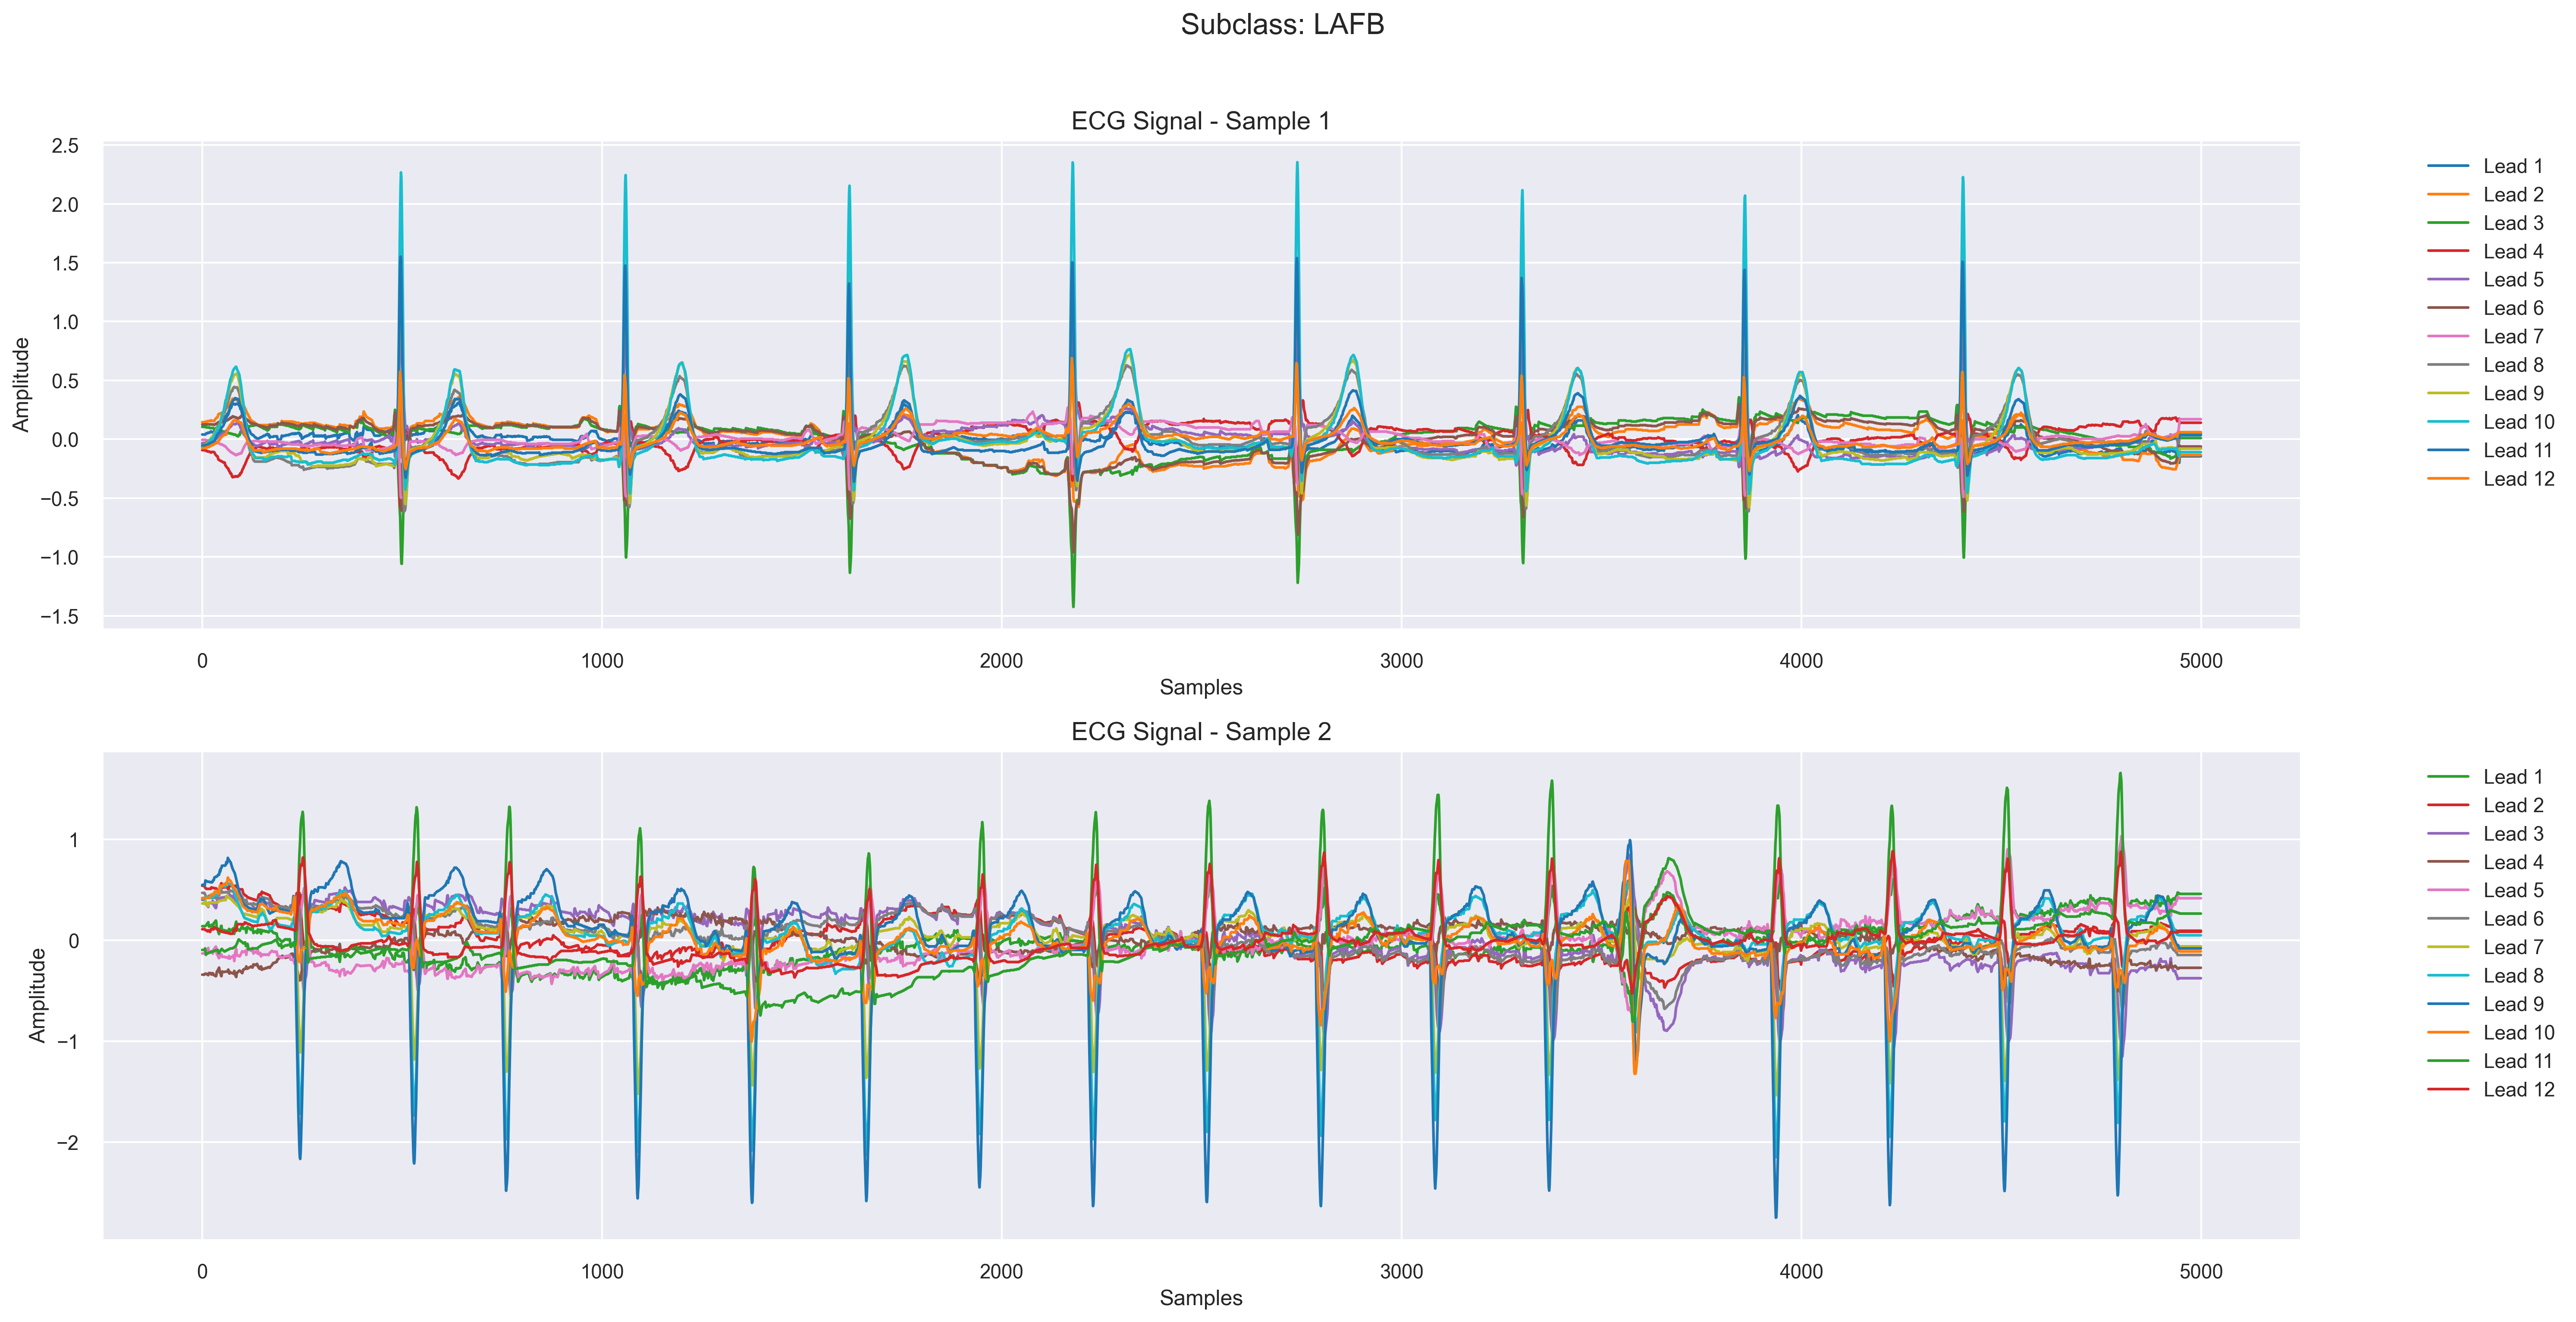 Subclass: LAFB
ECG Signal - Sample 1
2.5
2.0
1.5
1.0
0.5
0.0
−0.5
−1.0
−1.5
Amplitude
0
1000
2000
3000
4000
5000
Samples
Lead 1
Lead 2
Lead 3
Lead 4
Lead 5
Lead 6
Lead 7
Lead 8
Lead 9
Lead 10
Lead 11
Lead 12
ECG Signal - Sample 2
1
0
−1
−2
Amplitude
0
1000
2000
3000
4000
5000
Samples
Lead 1
Lead 2
Lead 3
Lead 4
Lead 5
Lead 6
Lead 7
Lead 8
Lead 9
Lead 10
Lead 11
Lead 12